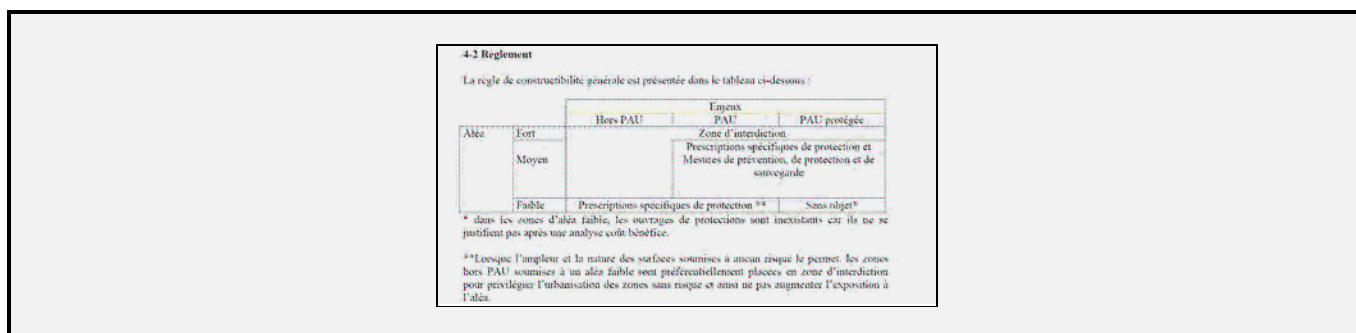 4-2 Règlement
La règle de constructibilité générale est présentée dans le tableau ci-dessous :
Enjeux
Hors PAU PAU PAU protégée
Aléa Fort Zone d'interdiction
Moyen Prescriptions spécifiques de protection et
Mesures de prévention, de protection et de
sauvegarde
Faible Prescriptions spécifiques de protection ** Sans objet*
* dans les zones d'aléa faible, les ouvrages de protections sont inexistants car ils ne se
justifient pas après une analyse coût bénéfice.
**Lorsque l'ampleur et la nature des surfaces soumises à aucun risque le permet, les zones
hors PAU soumises à un aléa faible sont préférentiellement placées en zone d'interdiction
pour privilégier l'urbanisation des zones sans risque et ainsi ne pas augmenter l'exposition à
l'aléa.